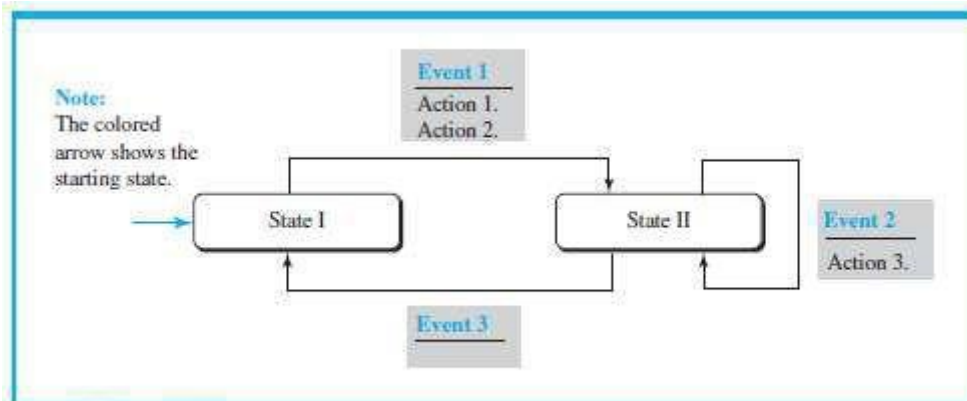 Event 1
Action 1.
Action 2.
Note:
The colored
arrow shows the
starting state.
State I
State II
Event 2
Action 3.
Event 3